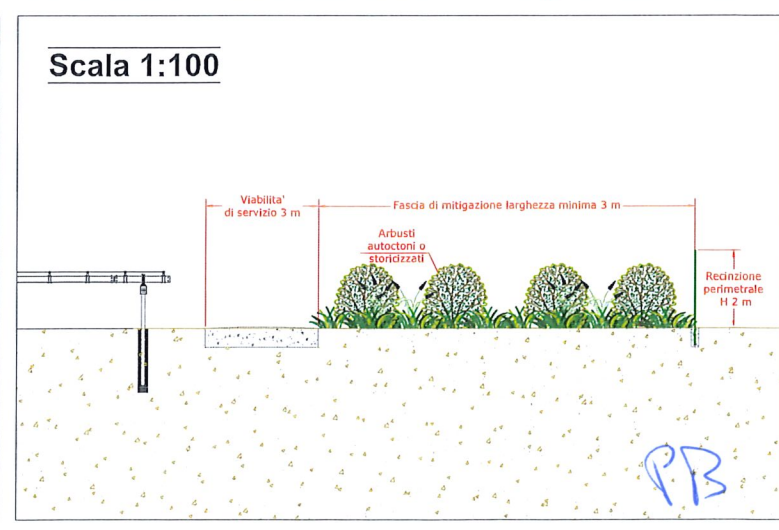 Scala 1:100
Viabilita'
di servizio 3 m
Fascia di mitigazione larghezza minima 3 m
Arbusti
autoctoni o
storicizzati
Recinzione
perimetrale
H 2 m
PB